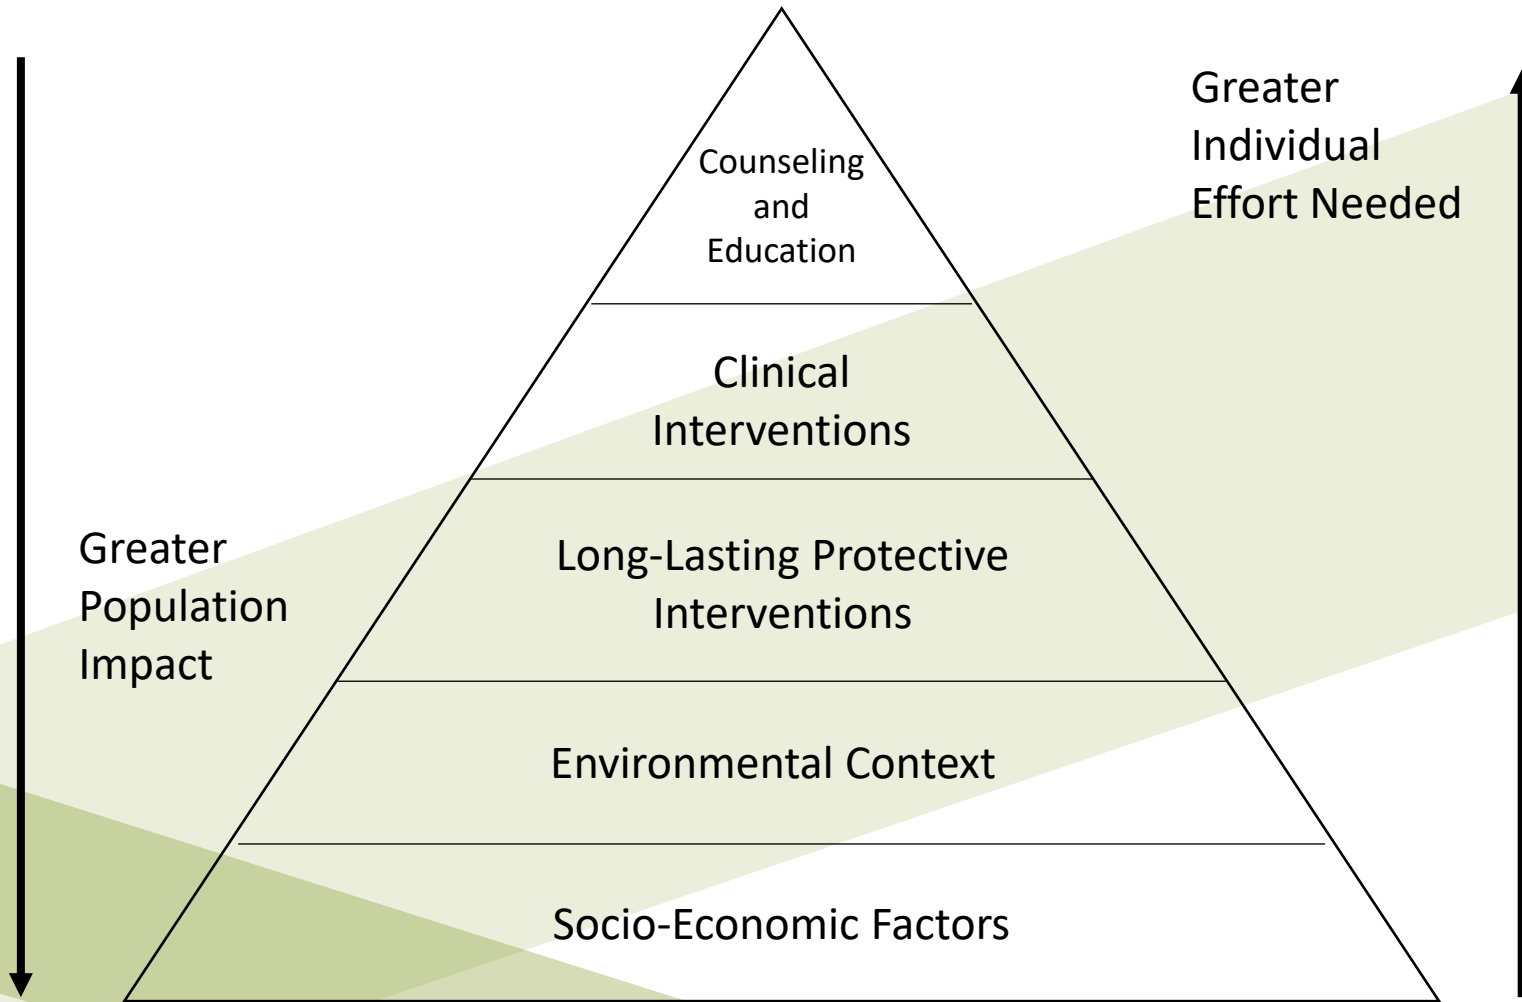 Greater
Individual
Effort Needed
Counseling
and
Education
Clinical
Interventions
Greater
Population
Impact
Long-Lasting Protective
Interventions
Environmental Context
Socio-Economic Factors